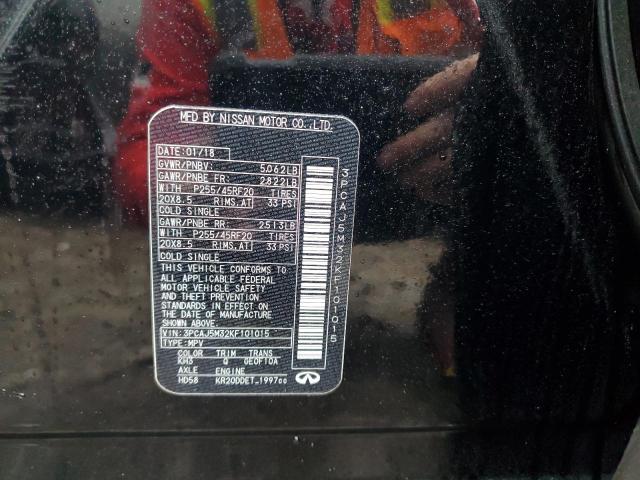 MFD BY NISSAN MOTOR CO.,LTD.
DATE: 01/18
GVWR/PNBV: 5,062LB
GAWR/PNBE FR: 2822LB
WITH P255/45RF20 TIRES
20X8.5 RIMS,AT 33 PSI
COLD SINGLE
GAWR/PNBE RR: 2513LB
WITH P255/45RF20 TIRES
20X8.5 RIMS,AT 33 PSI
COLD SINGLE
THIS VEHICLE CONFORMS TO
ALL APPLICABLE FEDERAL
MOTOR VEHICLE SAFETY
AND THEFT PREVENTION
STANDARDS IN EFFECT ON
THE DATE OF MANUFACTURE
SHOWN ABOVE.
VIN: 3PCAJ5M32KF101015
TYPE: MPV
COLOR TRIM TRANS
KH3 Q GEOF10A
AXLE ENGINE
HD58 KR20DDET_1997cc
3PCAJ5M32KF101015